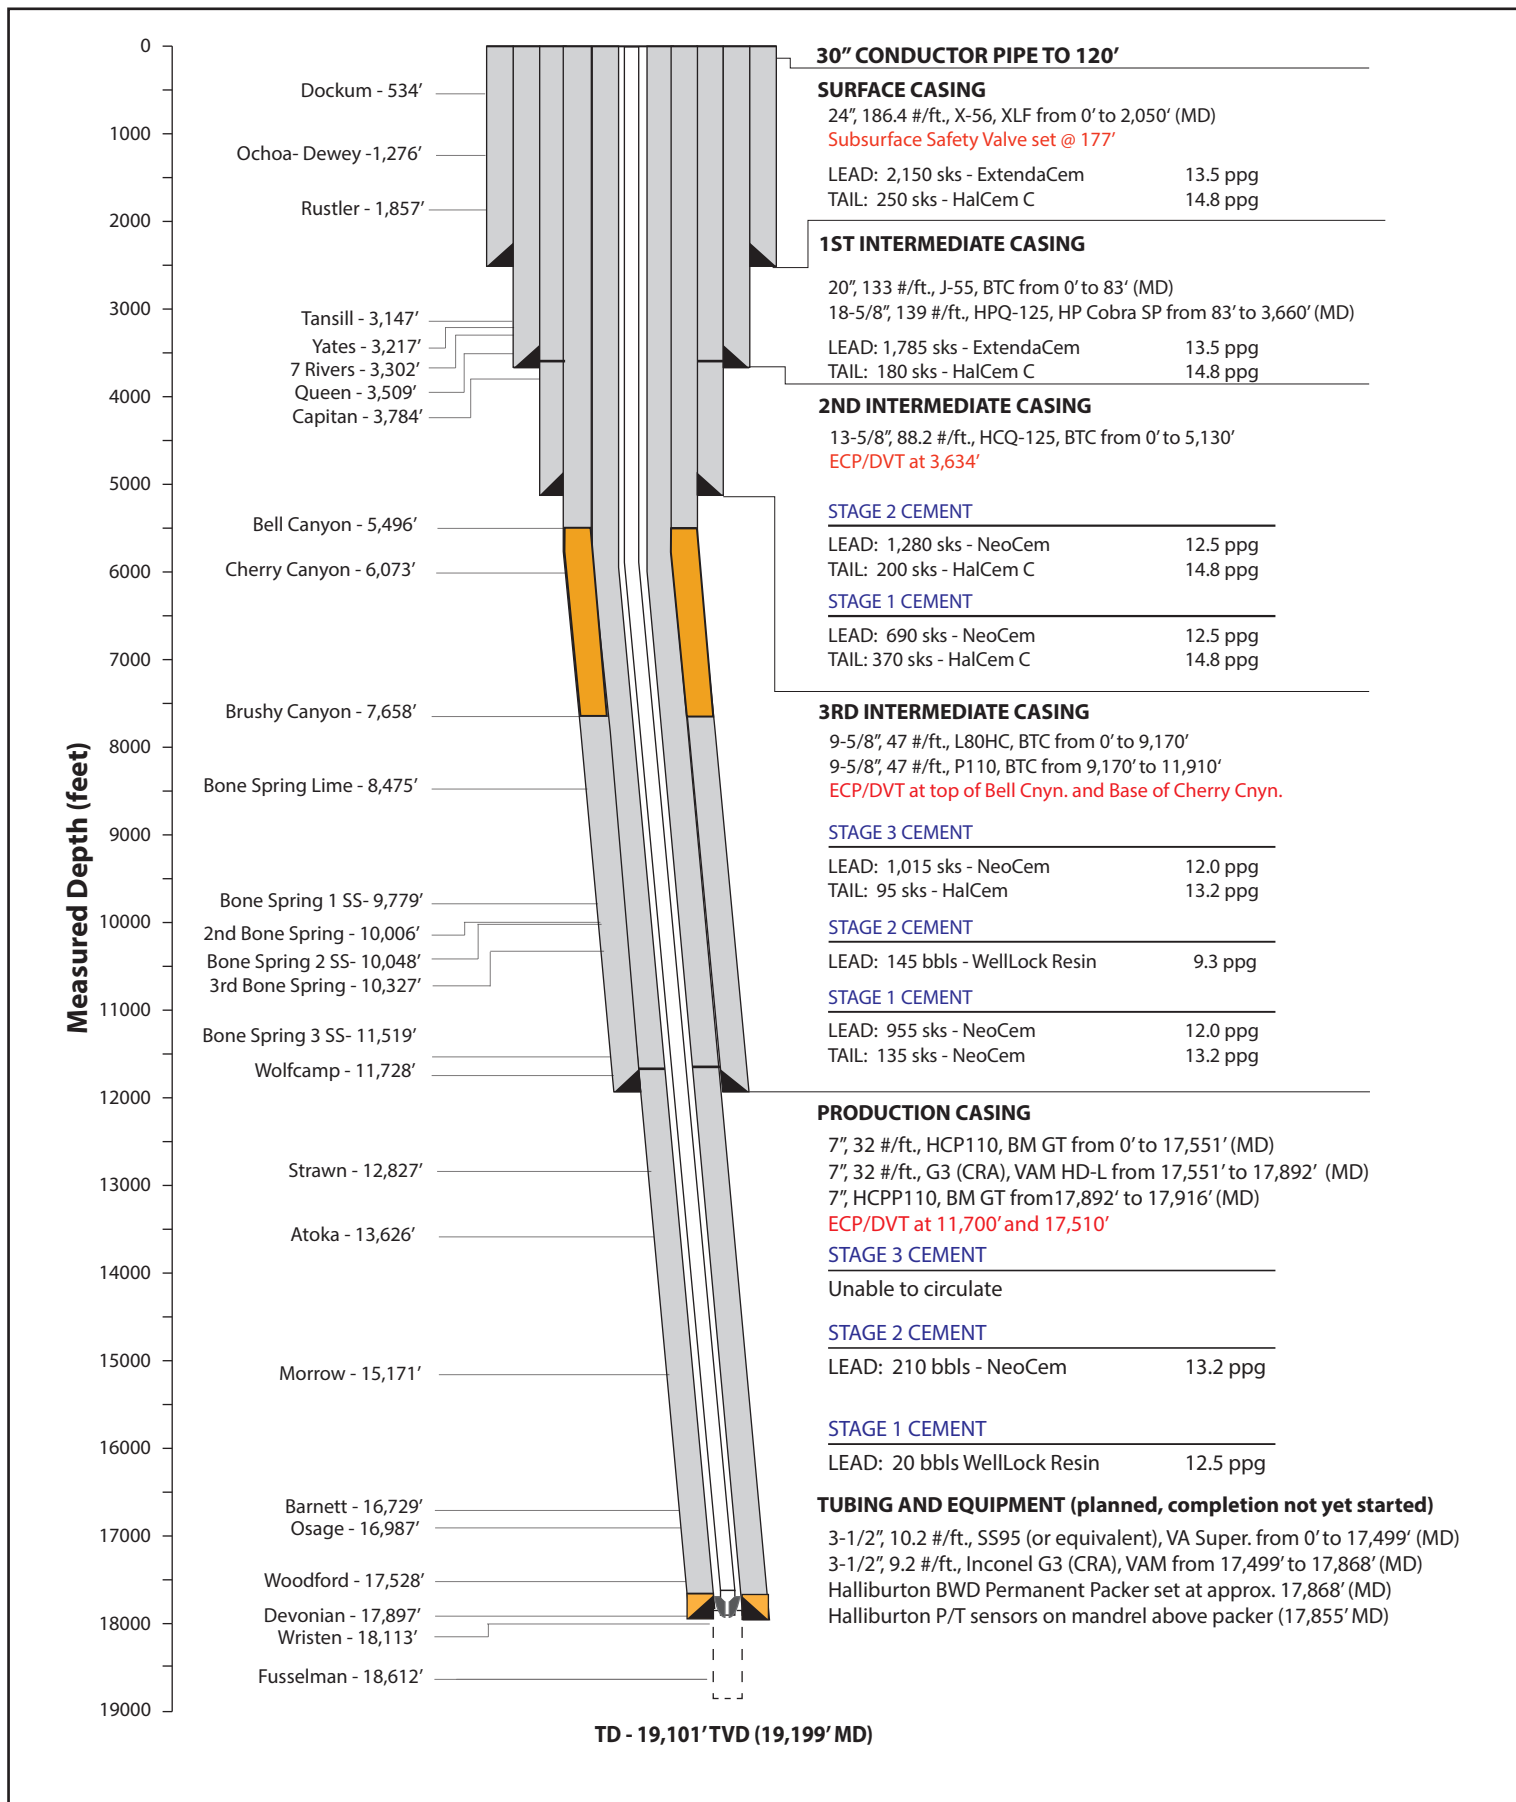 0
1000
2000
3000
4000
5000
6000
7000
8000
9000
10000
11000
12000
13000
14000
15000
16000
17000
18000
19000
Measured Depth (feet)
Dockum - 534’
Ochoa- Dewey -1,276’
Rustler - 1,857’
Tansill - 3,147’
Yates - 3,217’
7 Rivers - 3,302’
Queen - 3,509’
Capitan - 3,784’
Bell Canyon - 5,496’
Cherry Canyon - 6,073’
Brushy Canyon - 7,658’
Bone Spring Lime - 8,475’
Bone Spring 1 SS- 9,779’
2nd Bone Spring - 10,006’
Bone Spring 2 SS- 10,048’
3rd Bone Spring - 10,327’
Bone Spring 3 SS- 11,519’
Wolfcamp - 11,728’
Strawn - 12,827’
Atoka - 13,626’
Morrow - 15,171’
Barnett - 16,729’
Osage - 16,987’
Woodford - 17,528’
Devonian - 17,897’
Wristen - 18,113’
Fusselman - 18,612’
TD - 19,101’ TVD (19,199’ MD)
30” CONDUCTOR PIPE TO 120’
SURFACE CASING
24”, 186.4 #/ft., X-56, XLF from 0’ to 2,050‘ (MD)
Subsurface Safety Valve set @ 177’
LEAD: 2,150 sks - ExtendaCem 13.5 ppg
TAIL: 250 sks - HalCem C 14.8 ppg
1ST INTERMEDIATE CASING
20”, 133 #/ft., J-55, BTC from 0’ to 83‘ (MD)
18-5/8”, 139 #/ft., HPQ-125, HP Cobra SP from 83’ to 3,660’ (MD)
LEAD: 1,785 sks - ExtendaCem 13.5 ppg
TAIL: 180 sks - HalCem C 14.8 ppg
2ND INTERMEDIATE CASING
13-5/8”, 88.2 #/ft., HCQ-125, BTC from 0’ to 5,130’
ECP/DVT at 3,634’
STAGE 2 CEMENT
LEAD: 1,280 sks - NeoCem 12.5 ppg
TAIL: 200 sks - HalCem C 14.8 ppg
STAGE 1 CEMENT
LEAD: 690 sks - NeoCem 12.5 ppg
TAIL: 370 sks - HalCem C 14.8 ppg
3RD INTERMEDIATE CASING
9-5/8”, 47 #/ft., L80HC, BTC from 0’ to 9,170’
9-5/8”, 47 #/ft., P110, BTC from 9,170’ to 11,910‘
ECP/DVT at top of Bell Cnyn. and Base of Cherry Cnyn.
STAGE 3 CEMENT
LEAD: 1,015 sks - NeoCem 12.0 ppg
TAIL: 95 sks - HalCem 13.2 ppg
STAGE 2 CEMENT
LEAD: 145 bbls - WellLock Resin 9.3 ppg
STAGE 1 CEMENT
LEAD: 955 sks - NeoCem 12.0 ppg
TAIL: 135 sks - NeoCem 13.2 ppg
PRODUCTION CASING
7”, 32 #/ft., HCP110, BM GT from 0’ to 17,551’ (MD)
7”, 32 #/ft., G3 (CRA), VAM HD-L from 17,551’ to 17,892’ (MD)
7”, HCPP110, BM GT from17,892‘ to 17,916’ (MD)
ECP/DVT at 11,700’ and 17,510’
STAGE 3 CEMENT
Unable to circulate
STAGE 2 CEMENT
LEAD: 210 bbls - NeoCem 13.2 ppg
STAGE 1 CEMENT
LEAD: 20 bbls WellLock Resin 12.5 ppg
TUBING AND EQUIPMENT (planned, completion not yet started)
3-1/2”, 10.2 #/ft., SS95 (or equivalent), VA Super. from 0’ to 17,499‘ (MD)
3-1/2”, 9.2 #/ft., Inconel G3 (CRA), VAM from 17,499’ to 17,868’ (MD)
Halliburton BWD Permanent Packer set at approx. 17,868’ (MD)
Halliburton P/T sensors on mandrel above packer (17,855’ MD)